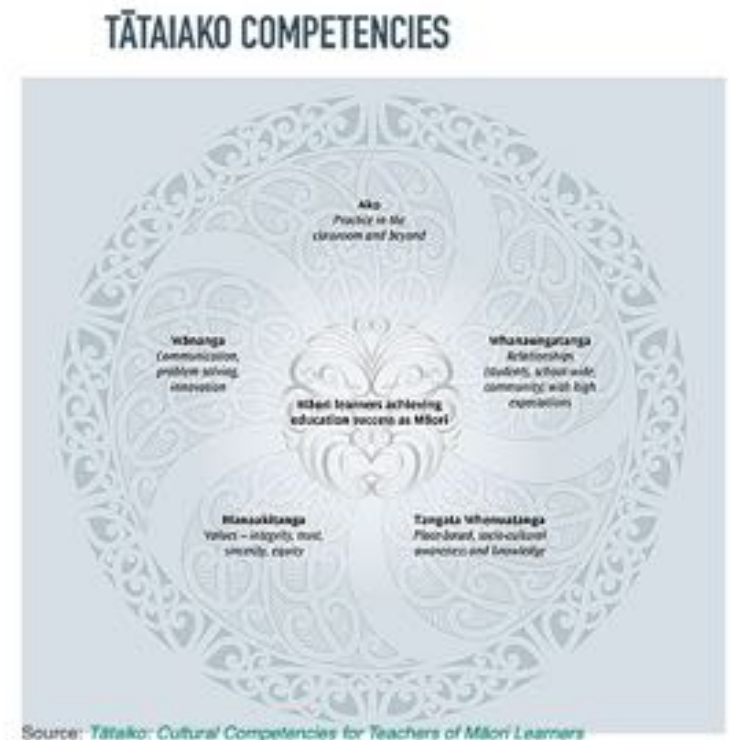 TĀTAIAKO COMPETENCIES
Ako
Practice in the
classroom and beyond
Wānanga
Communication,
problem solving,
innovation
Whanaungatanga
Relationships
(students, school-wide,
community) with high
expectations
Māori learners achieving
education success as Māori
Manaakitanga
Values – integrity, trust,
sincerity, equity
Tangata Whenuatanga
Place-based, socio-cultural
awareness and knowledge
Source: Tātaiko: Cultural Competencies for Teachers of Māori Learners